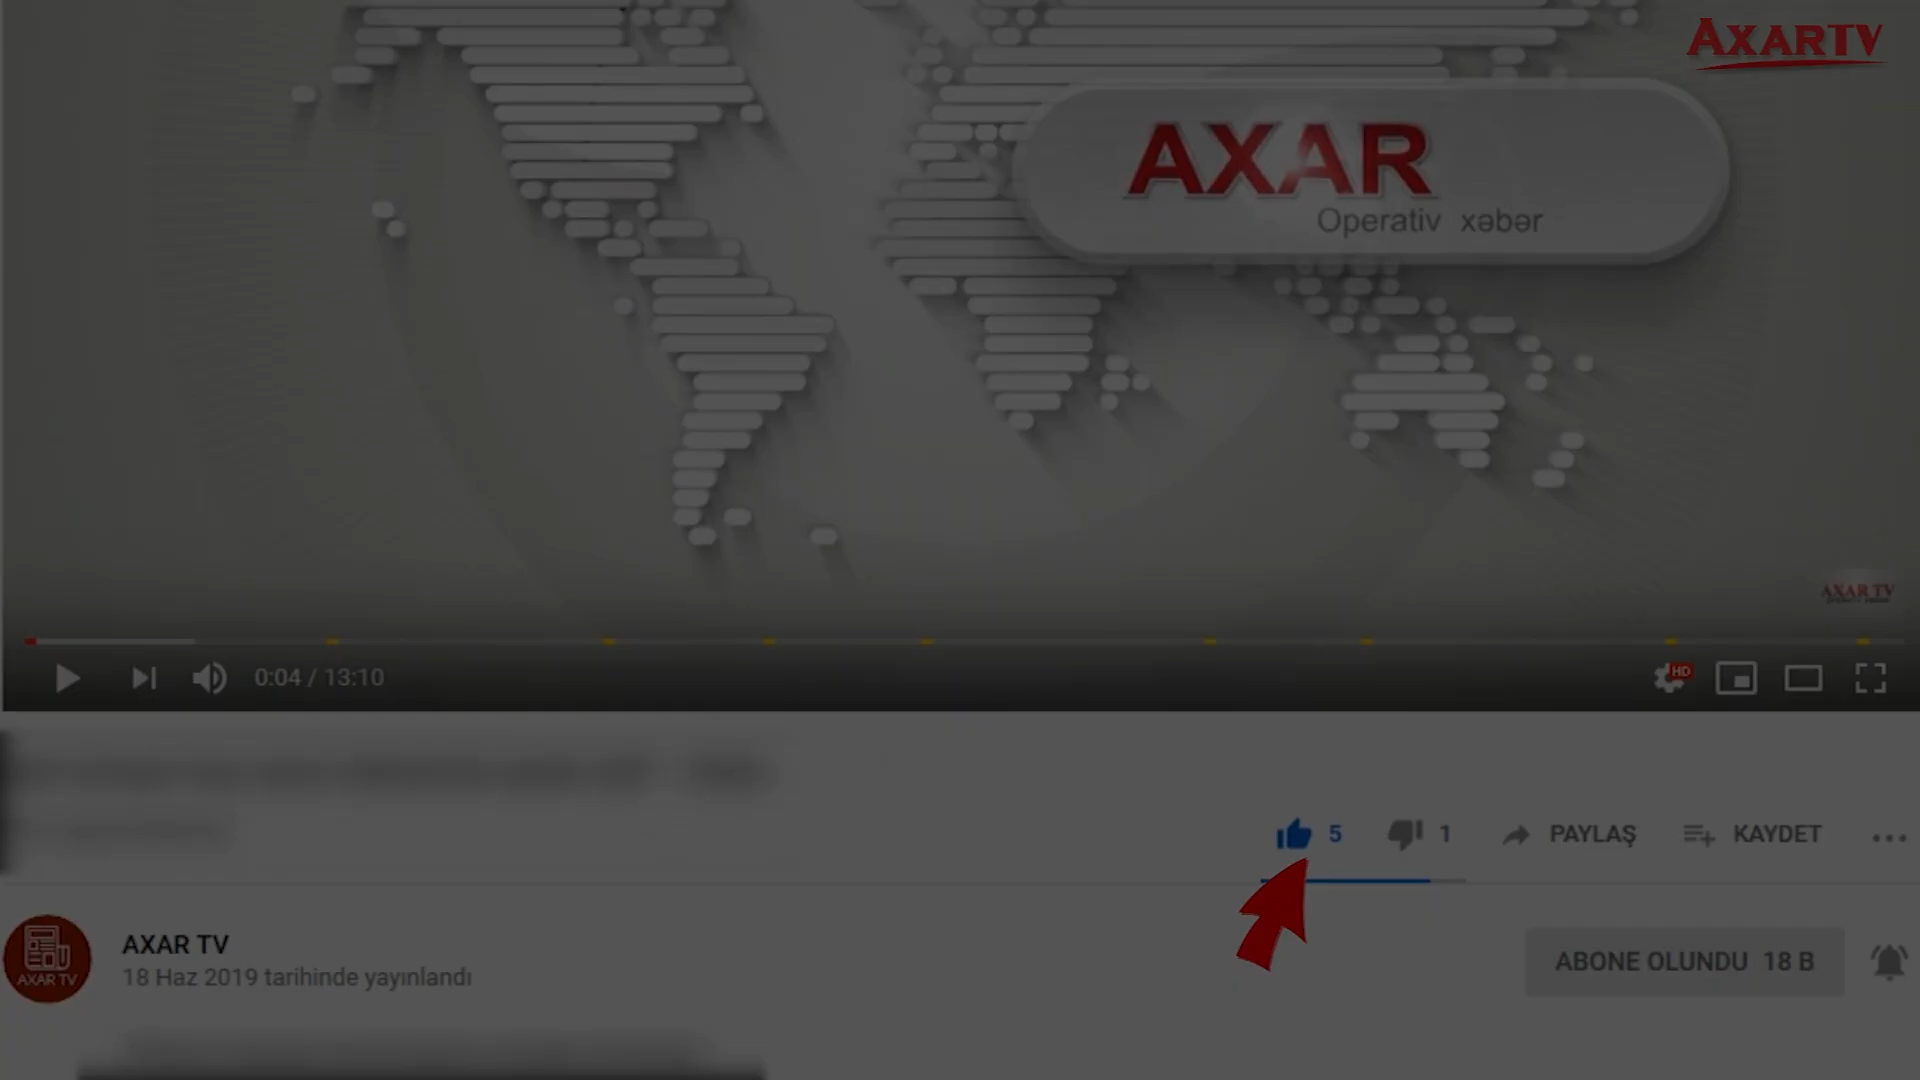 AXARTV
AXAR
Operativ xəbər
AXAR TV
0:04 / 13:10
HD
5
1
PAYLAŞ
KAYDET
AXAR TV
AXAR TV
18 Haz 2019 tarihinde yayınlandı
ABONE OLUNDU 18 B